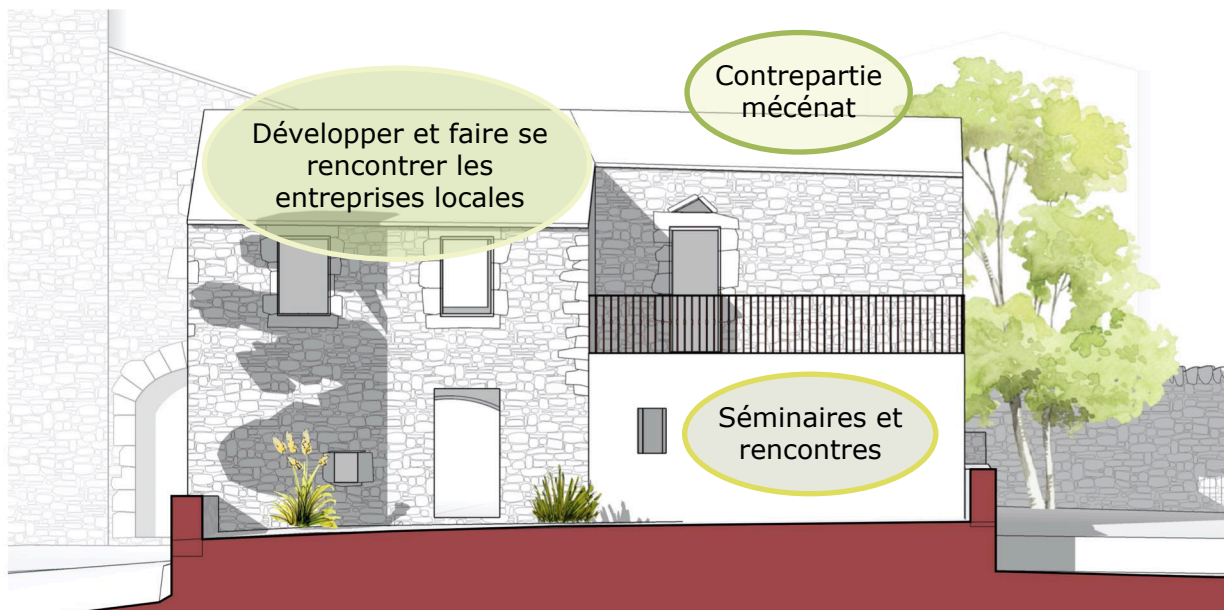 Contrepartie
mécénat
Développer et faire se
rencontrer les
entreprises locales
Séminaires et
rencontres